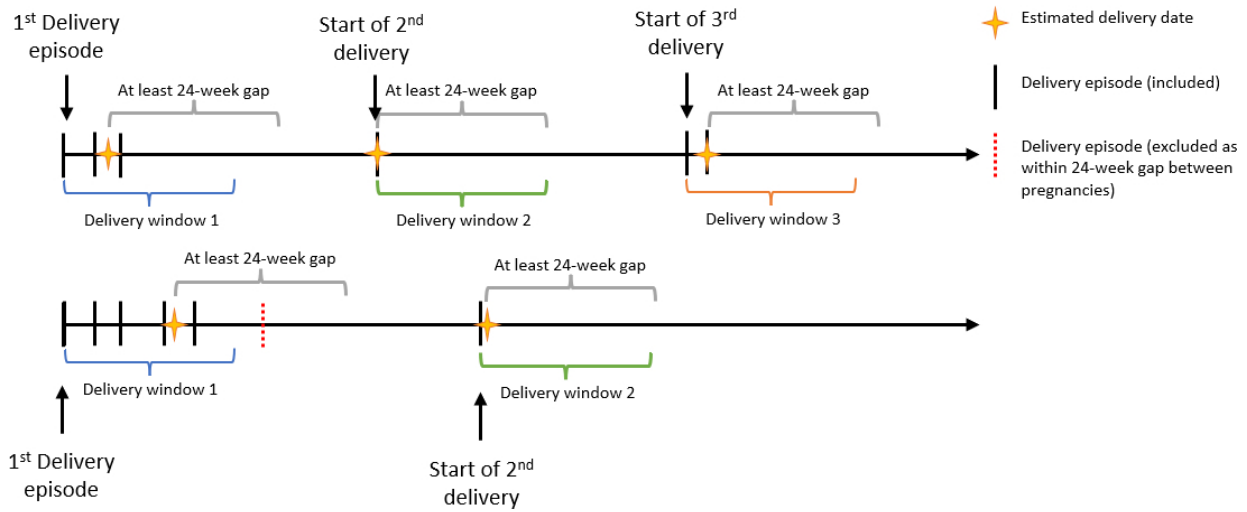 1st Delivery
episode
Start of 2nd
delivery
Start of 3rd
delivery
Estimated delivery date
At least 24-week gap
At least 24-week gap
At least 24-week gap
Delivery episode (included)
Delivery episode (excluded as
within 24-week gap between
pregnancies)
Delivery window 1
Delivery window 2
Delivery window 3
At least 24-week gap
At least 24-week gap
Delivery window 1
Delivery window 2
1st Delivery
episode
Start of 2nd
delivery